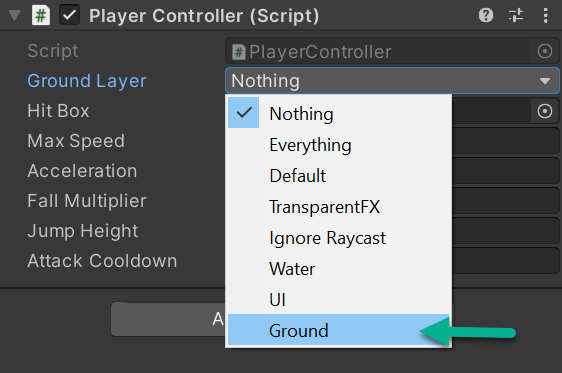 Player Controller (Script)
Script
PlayerController
Ground Layer
Nothing
Hit Box
Max Speed
Acceleration
Fall Multiplier
Jump Height
Attack Cooldown
Nothing
Everything
Default
TransparentFX
Ignore Raycast
Water
UI
Ground